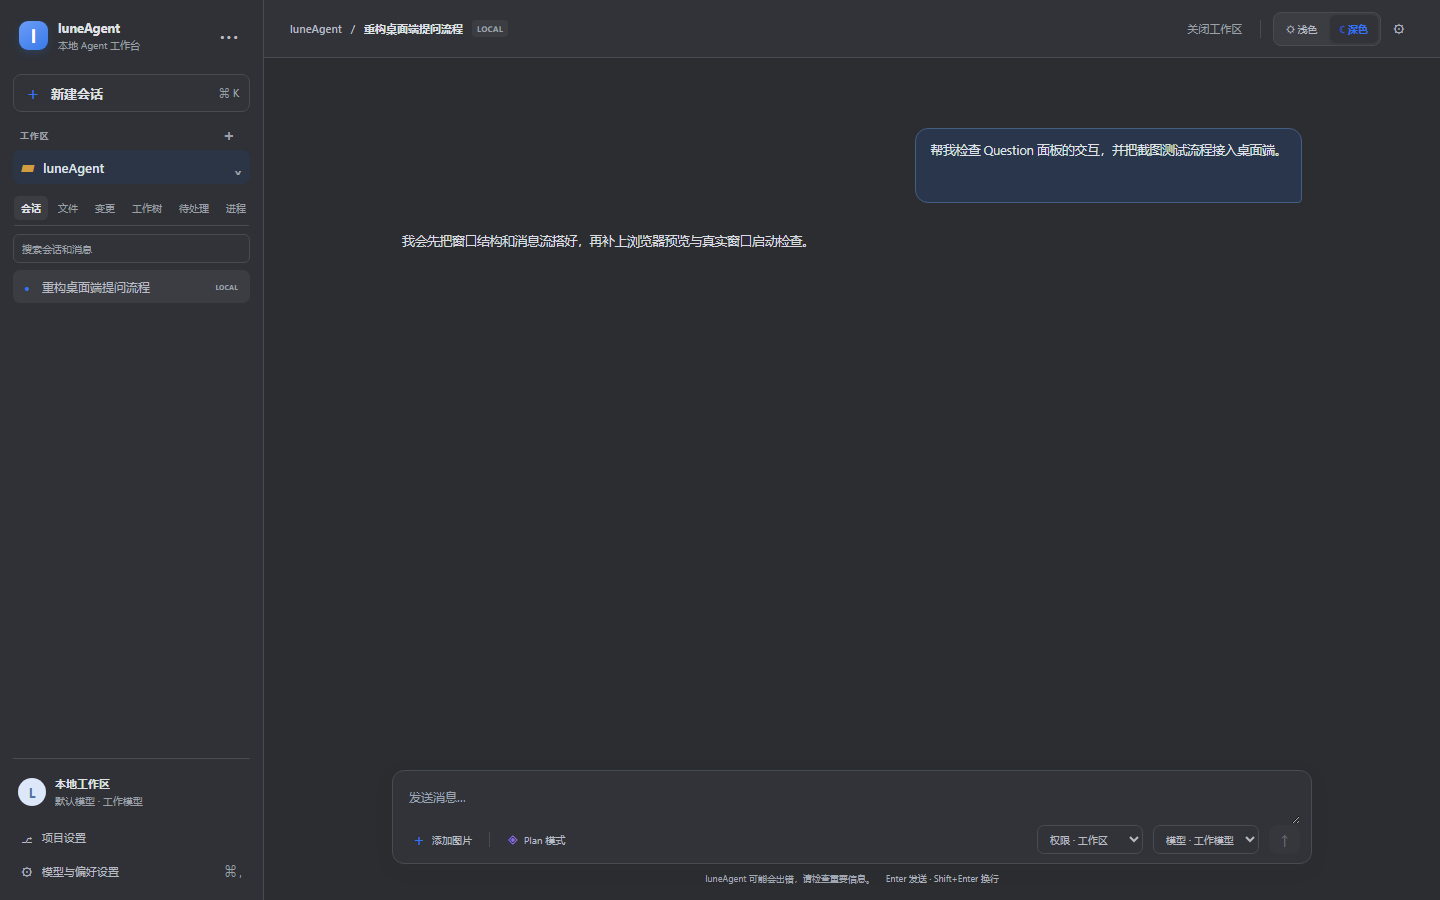 l
luneAgent
本地 Agent 工作台
•••
+ 新建会话 ⌘ K
工作区 +
luneAgent
会话 文件 变更 工作树 待处理 进程
搜索会话和消息
重构桌面端提问流程 LOCAL
L
本地工作区
默认模型 · 工作模型
项目设置
模型与偏好设置 ⌘ ,
luneAgent / 重构桌面端提问流程 LOCAL
关闭工作区 浅色 深色
帮我检查 Question 面板的交互，并把截图测试流程接入桌面端。
我会先把窗口结构和消息流搭好，再补上浏览器预览与真实窗口启动检查。
发送消息...
+ 添加图片 Plan 模式 权限 · 工作区 模型 · 工作模型 ↑
luneAgent 可能会出错，请检查重要信息。 Enter 发送 · Shift+Enter 换行